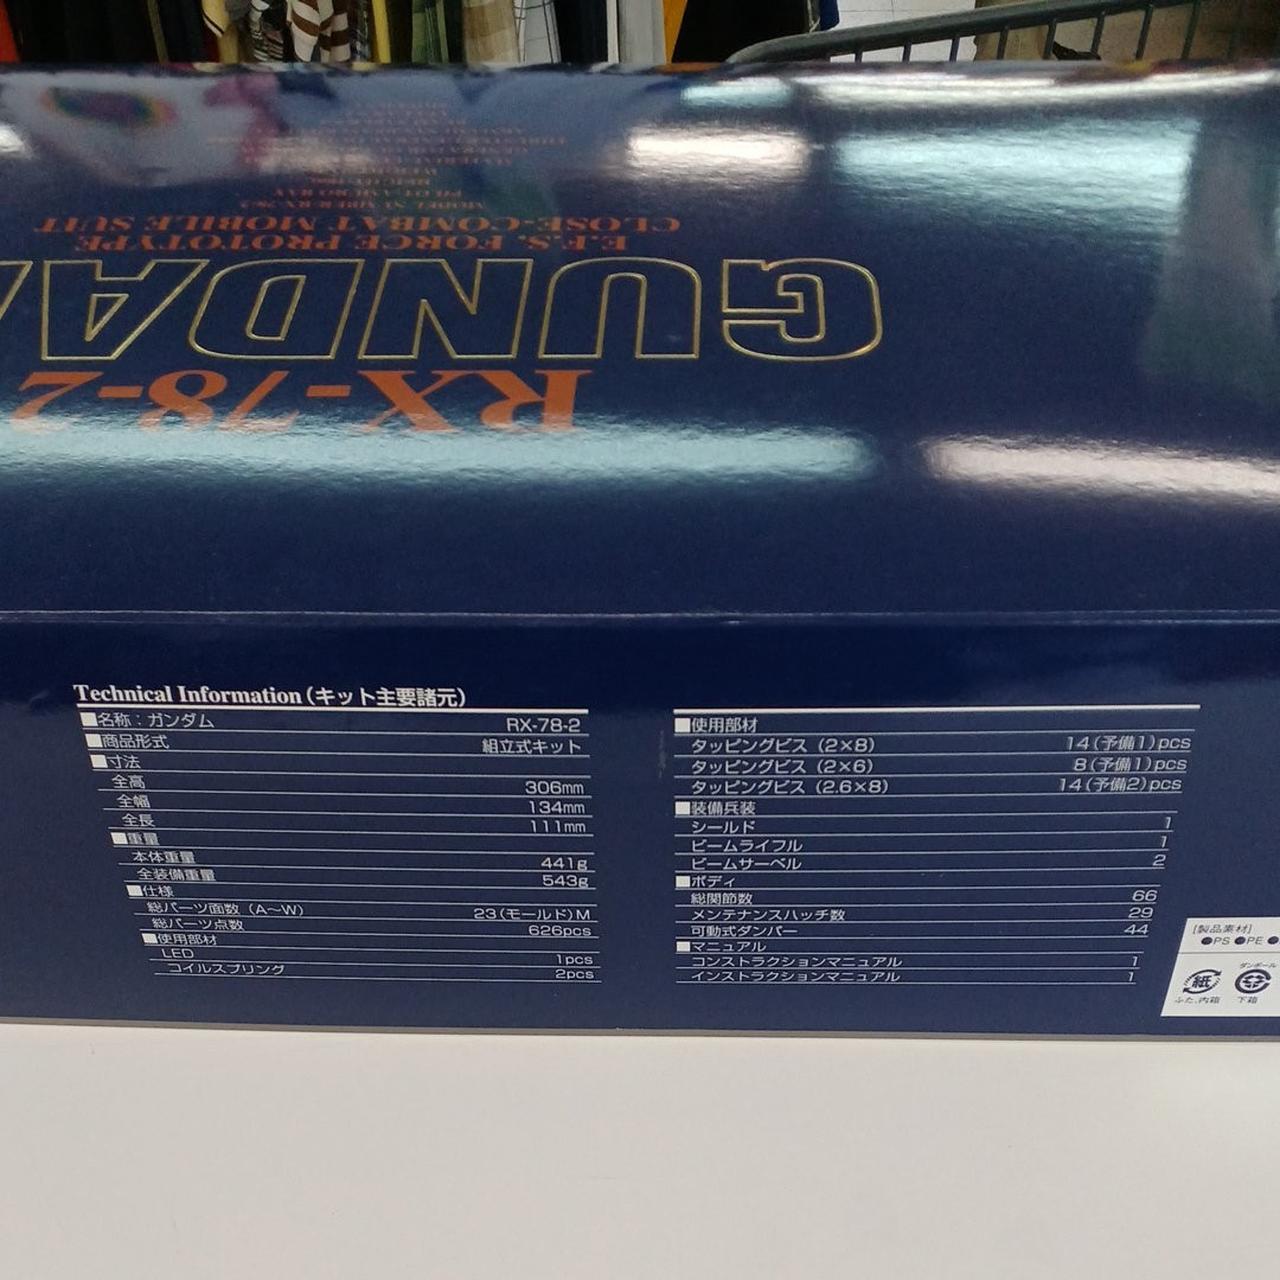 CLOSE-COMBAT MOBILE SUIT
E.F.S. FORCE PROTOTYPE
GUNDA
RX-78-2
Technical Information(キット主要諸元)
■名称:ガンダム RX-78-2
■商品形式 組立式キット
■寸法
全高 306mm
全幅 134mm
全長 111mm
■重量
本体重量 441g
全装備重量 543g
■仕様
総パーツ面数(A〜W) 23(モールド)M
総パーツ点数 626pcs
■使用部材
LED 1pcs
コイルスプリング 2pcs
■使用部材
タッピングビス(2×8) 14(予備1)pcs
タッピングビス(2×6) 8(予備1)pcs
タッピングビス(2.6×8) 14(予備2)pcs
■装備兵装
シールド 1
ビームライフル 1
ビームサーベル 2
■ボディ
総関節数 66
メンテナンスハッチ数 29
可動式ダンパー 44
■マニュアル
コンストラクションマニュアル 1
インストラクションマニュアル 1
[製品素材]
●PS ●PE ●
ダンボール
紙
ふた、内箱 下箱